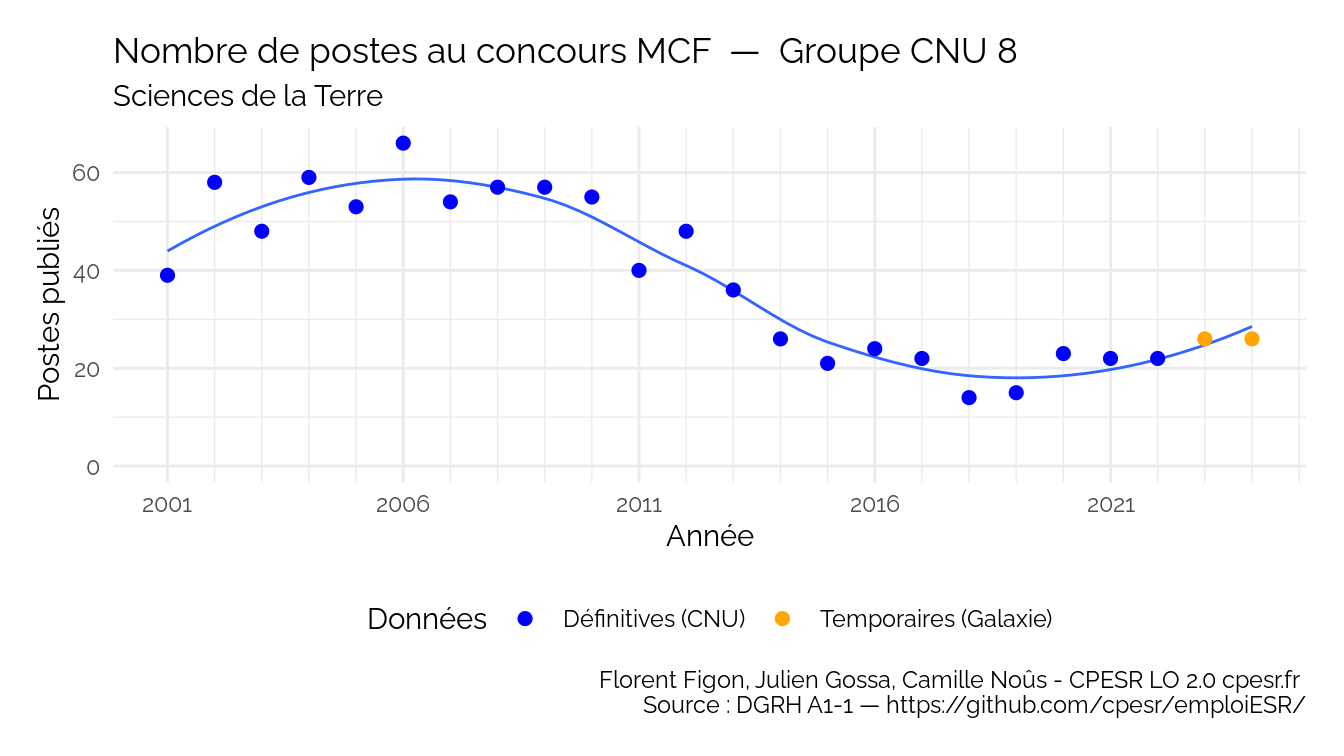 Nombre de postes au concours MCF — Groupe CNU 8
Sciences de la Terre
Postes publiés
60
40
20
0
2001 2006 2011 2016 2021
Année
Données Définitives (CNU) Temporaires (Galaxie)
Florent Figon, Julien Gossa, Camille Noûs - CPESR LO 2.0 cpesr.fr
Source : DGRH A1-1 — https://github.com/cpesr/emploiESR/